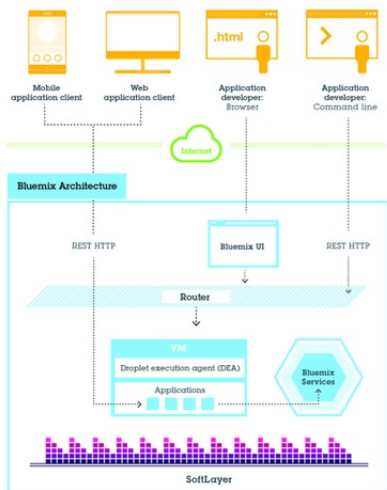 .html
Mobile
application client
Web
application client
Application
developer:
Browser
Application
developer:
Command line
Internet
Bluemix Architecture
REST HTTP
Bluemix UI
REST HTTP
Router
VM
Droplet execution agent (DEA)
Applications
Bluemix
Services
SoftLayer